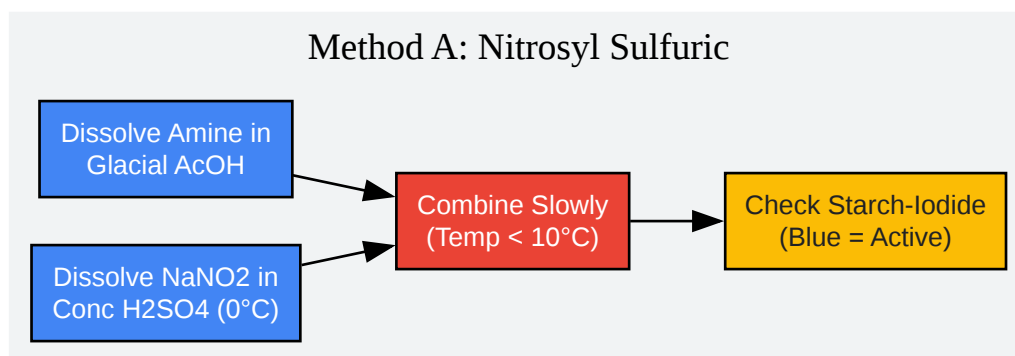 Method A: Nitrosyl Sulfuric
Dissolve Amine in
Glacial AcOH
Dissolve NaNO2 in
Conc H2SO4 (0°C)
Combine Slowly
(Temp < 10°C)
Check Starch-Iodide
(Blue = Active)